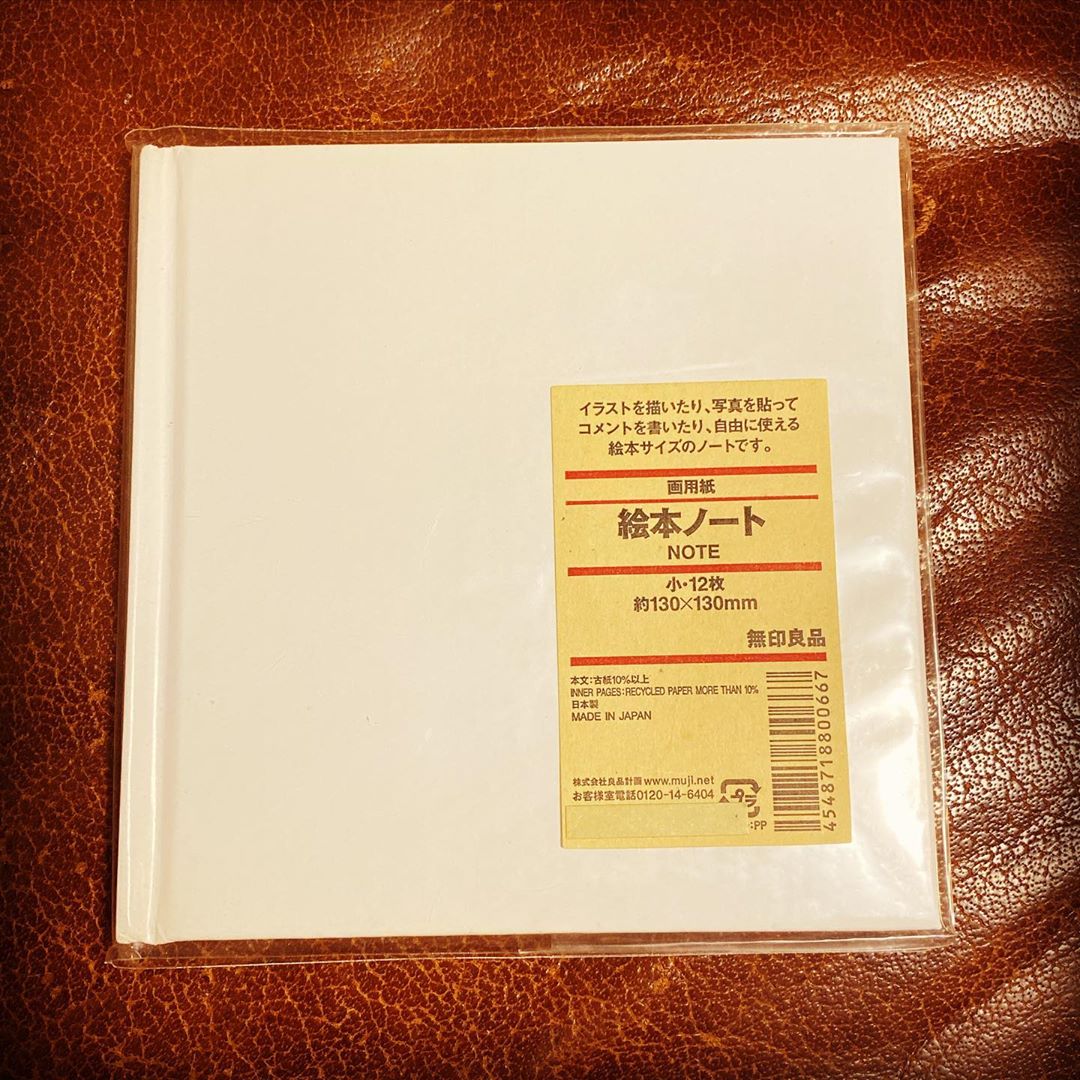 イラストを描いたり、写真を貼って
コメントを書いたり、自由に使える
絵本サイズのノートです。
画用紙
絵本ノート
NOTE
小・12枚
約130×130mm
無印良品
本文：古紙10%以上
INNER PAGES：RECYCLED PAPER MORE THAN 10%
日本製
MADE IN JAPAN
株式会社良品計画 www.muji.net
お客様室電話0120-14-6404
プラ
:PP
4548718800667